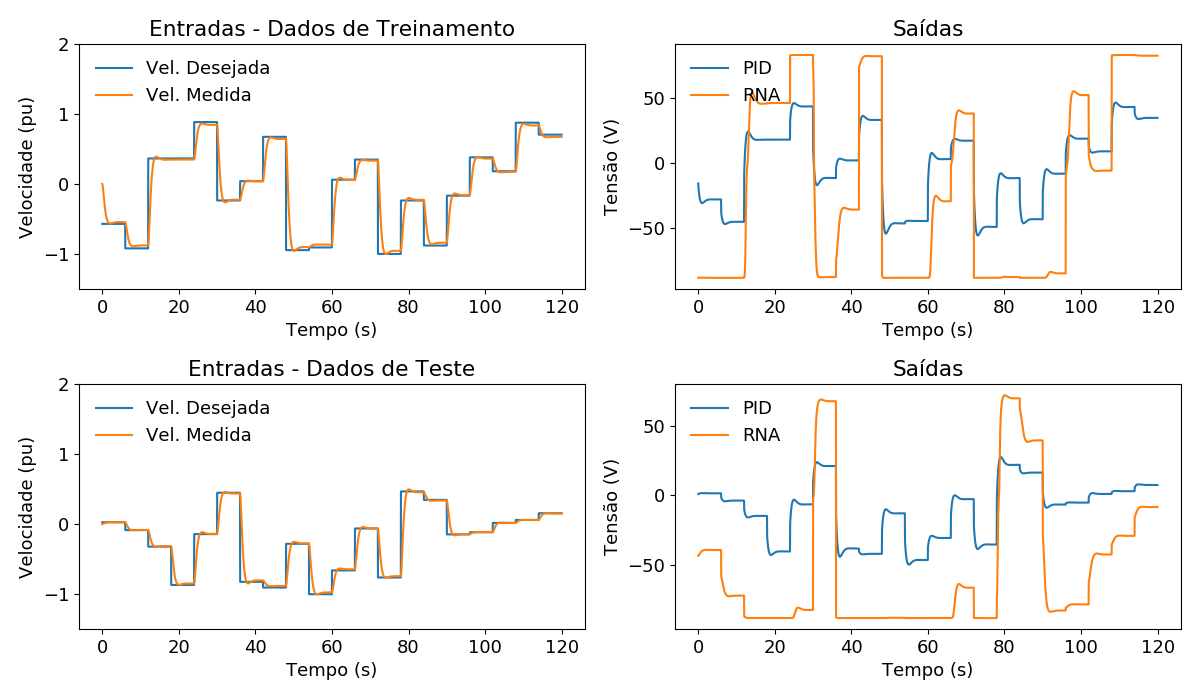 Entradas - Dados de Treinamento
2
1
0
−1
Velocidade (pu)
Vel. Desejada
Vel. Medida
0 20 40 60 80 100 120
Tempo (s)
Saídas
50
0
−50
Tensão (V)
PID
RNA
0 20 40 60 80 100 120
Tempo (s)
Entradas - Dados de Teste
2
1
0
−1
Velocidade (pu)
Vel. Desejada
Vel. Medida
0 20 40 60 80 100 120
Tempo (s)
Saídas
50
0
−50
Tensão (V)
PID
RNA
0 20 40 60 80 100 120
Tempo (s)